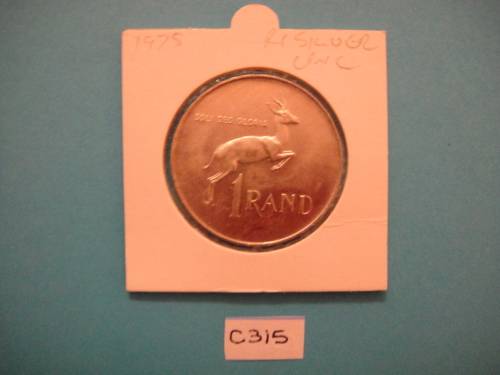 1975 R1 SILVER
UNC
SOLI DEO GLORIA
1 RAND
C315